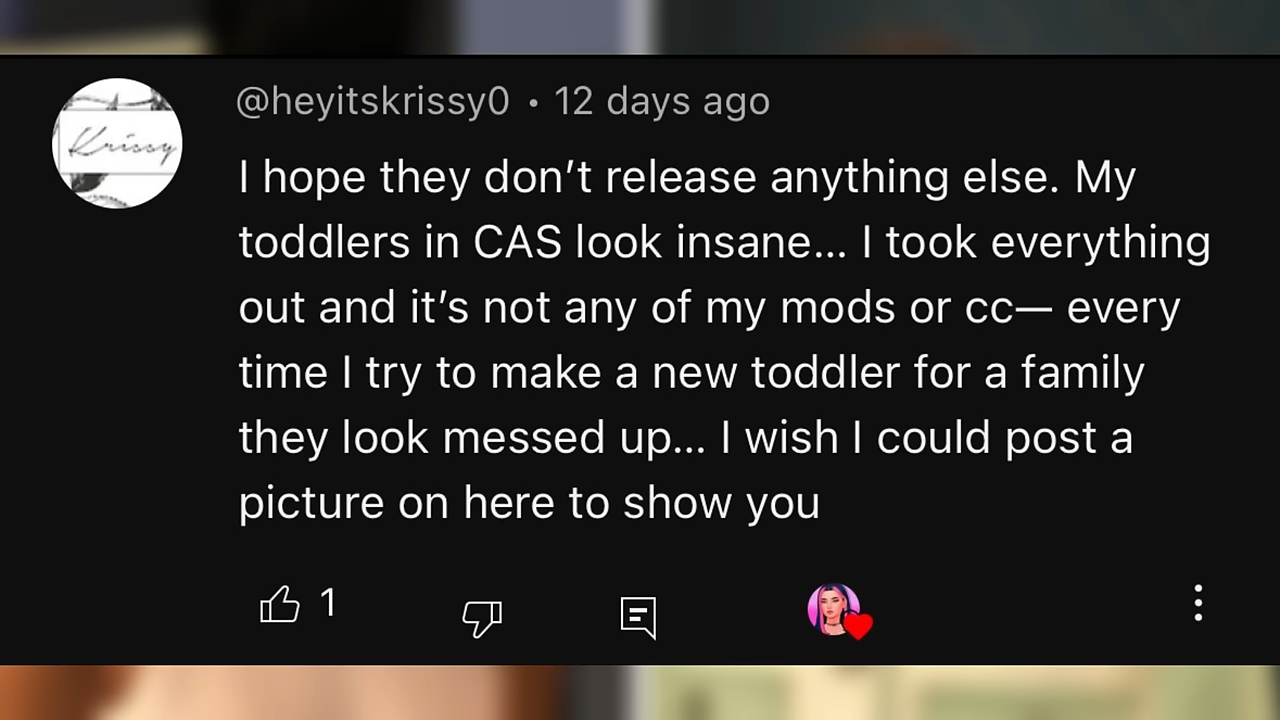 Krissy
@heyitskrissy0 • 12 days ago
I hope they don’t release anything else. My
toddlers in CAS look insane... I took everything
out and it’s not any of my mods or cc— every
time I try to make a new toddler for a family
they look messed up... I wish I could post a
picture on here to show you
1